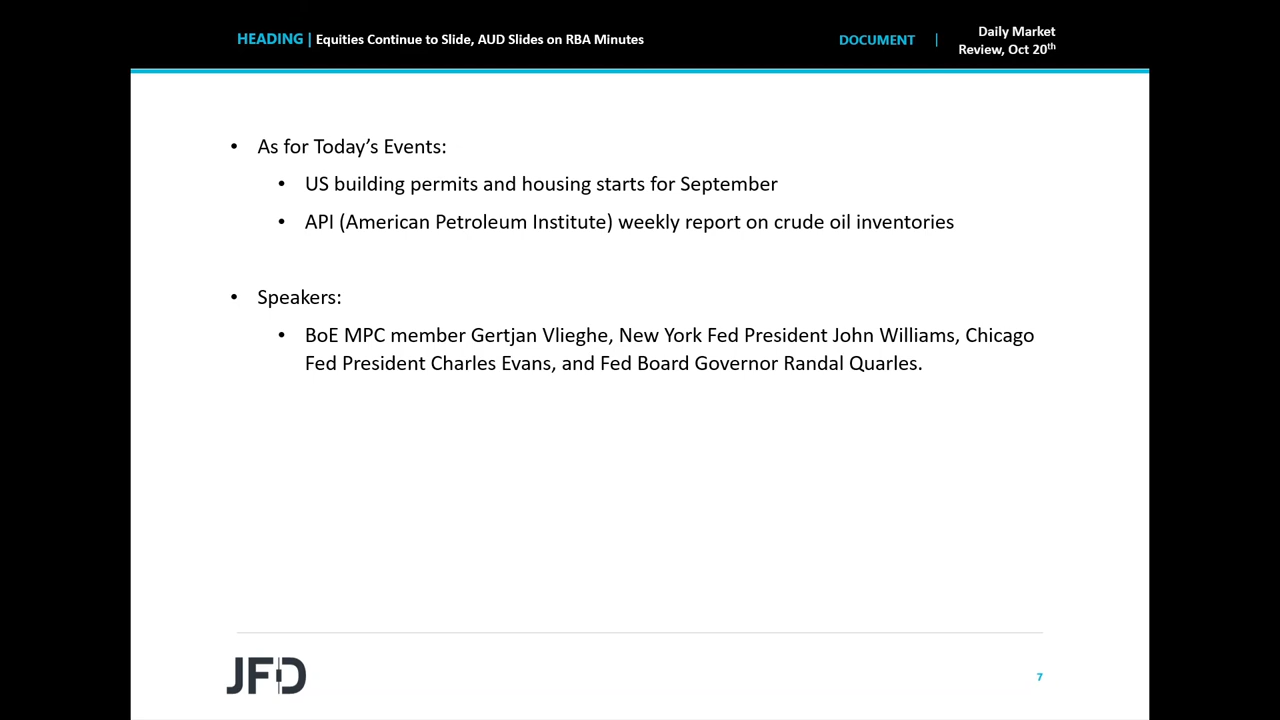 HEADING | Equities Continue to Slide, AUD Slides on RBA Minutes
DOCUMENT |
Daily Market
Review, Oct 20th
• As for Today’s Events:
• US building permits and housing starts for September
• API (American Petroleum Institute) weekly report on crude oil inventories
• Speakers:
• BoE MPC member Gertjan Vlieghe, New York Fed President John Williams, Chicago
Fed President Charles Evans, and Fed Board Governor Randal Quarles.
JFD
7